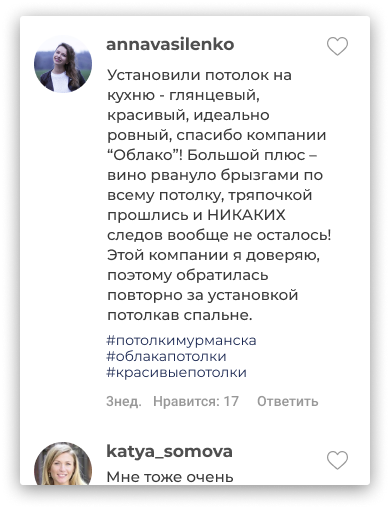 annavasilenko
Установили потолок на
кухню - глянцевый,
красивый, идеально
ровный, спасибо компании
“Облако”! Большой плюс –
вино рвануло брызгами по
всему потолку, тряпочкой
прошлись и НИКАКИХ
следов вообще не осталось!
Этой компании я доверяю,
поэтому обратилась
повторно за установкой
потолкав спальне.
#потолкимурманска
#облакапотолки
#красивыепотолки
3нед. Нравится: 17 Ответить
katya_somova
Мне тоже очень